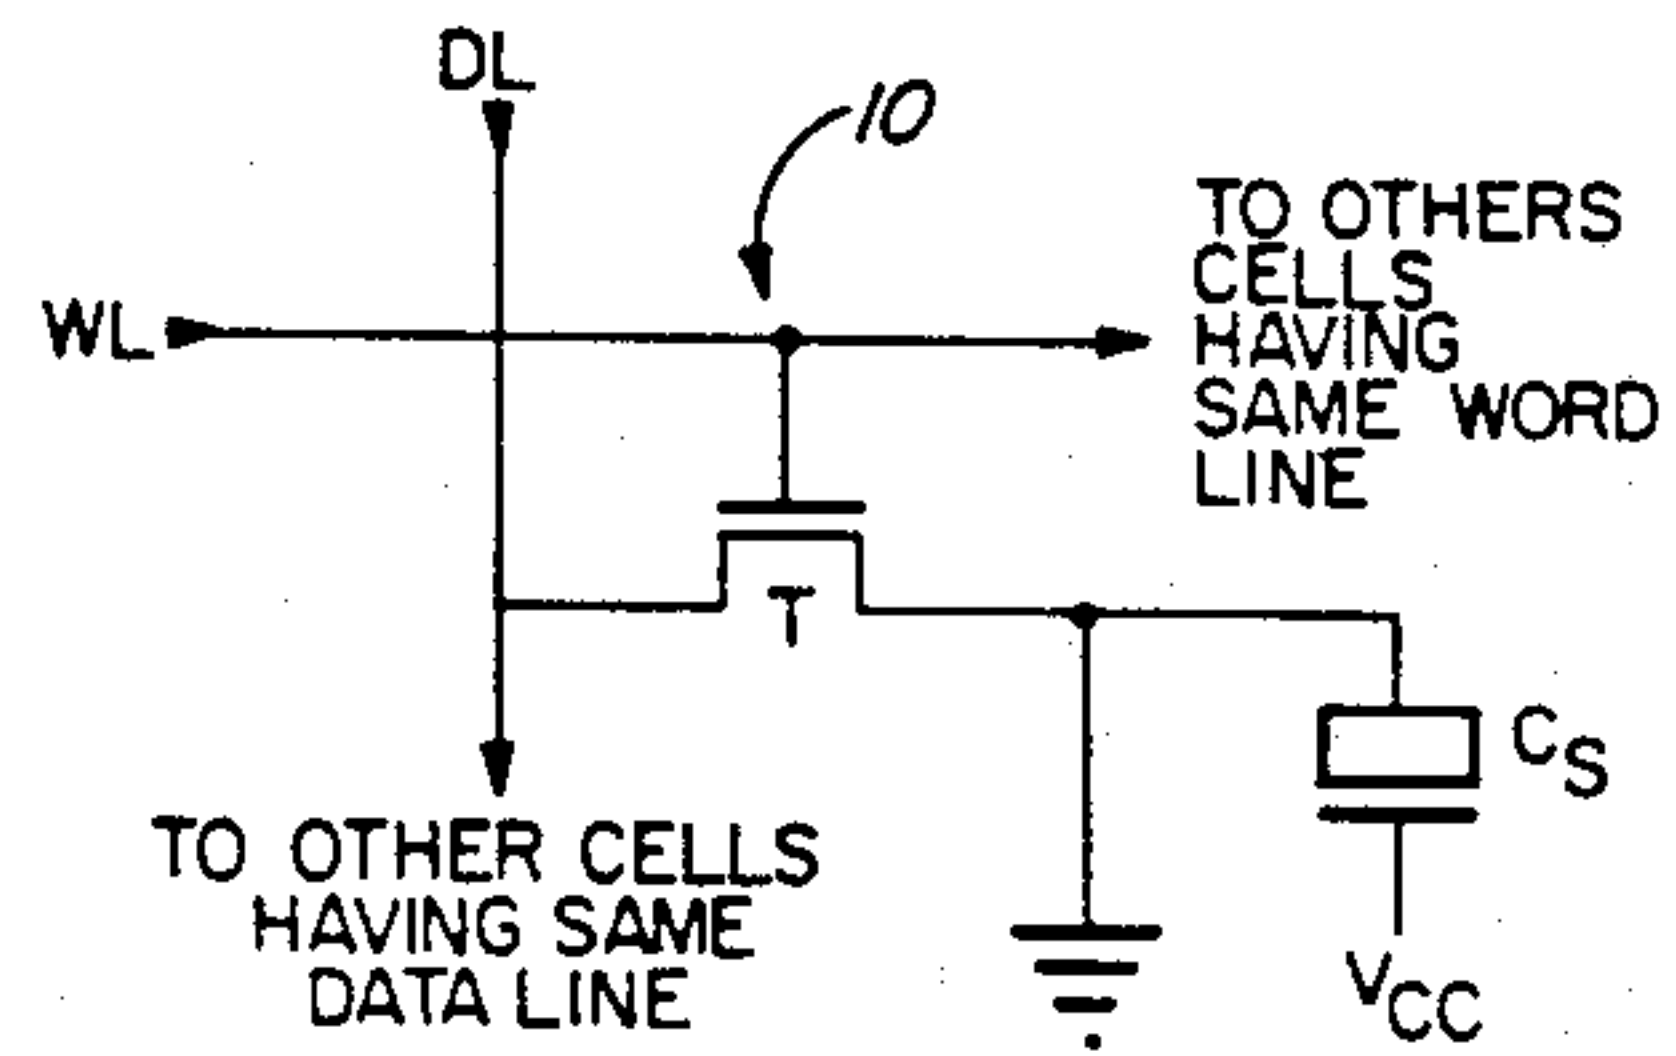 DL
10
WL
TO OTHERS
CELLS
HAVING
SAME WORD
LINE
T
CS
TO OTHER CELLS
HAVING SAME
DATA LINE
VCC